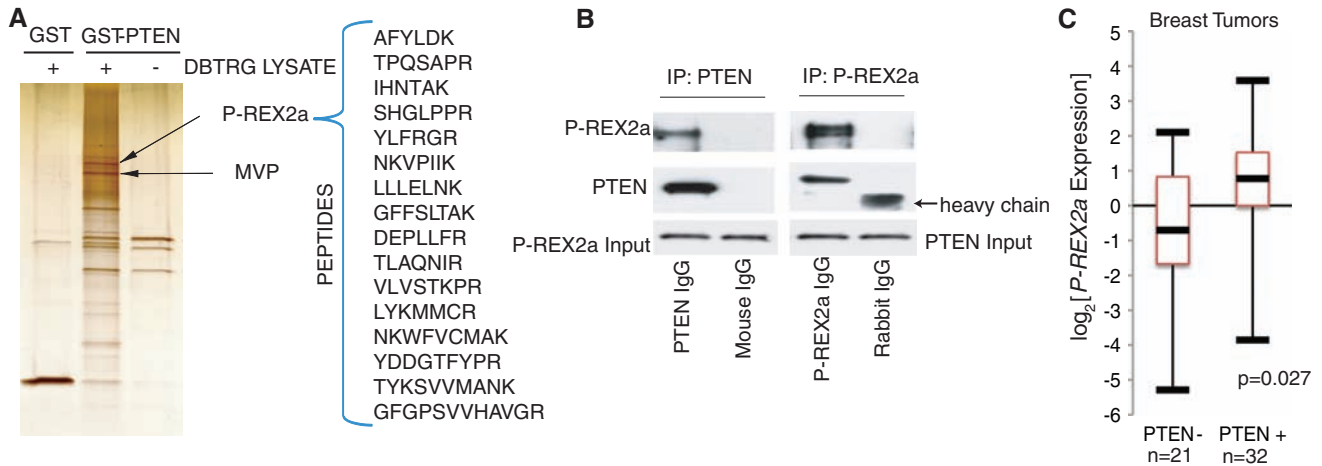 A
GST GST-PTEN
+ + - DBTRG LYSATE
P-REX2a
MVP
PEPTIDES
AFYLDK
TPQSAPR
IHNTAK
SHGLPPR
YLFRGR
NKVPIIK
LLLELNK
GFFSLTAK
DEPLLFR
TLAQNIR
VLVSTKPR
LYKMMCR
NKWFVCMAK
YDDGTFYPR
TYKSVVMANK
GFGPSVVHAVGR
B
IP: PTEN IP: P-REX2a
P-REX2a
PTEN
heavy chain
P-REX2a Input
PTEN Input
PTEN IgG
Mouse IgG
P-REX2a IgG
Rabbit IgG
C
Breast Tumors
log2[P-REX2a Expression]
5
4
3
2
1
0
-1
-2
-3
-4
-5
-6
p=0.027
PTEN - PTEN +
n=21 n=32